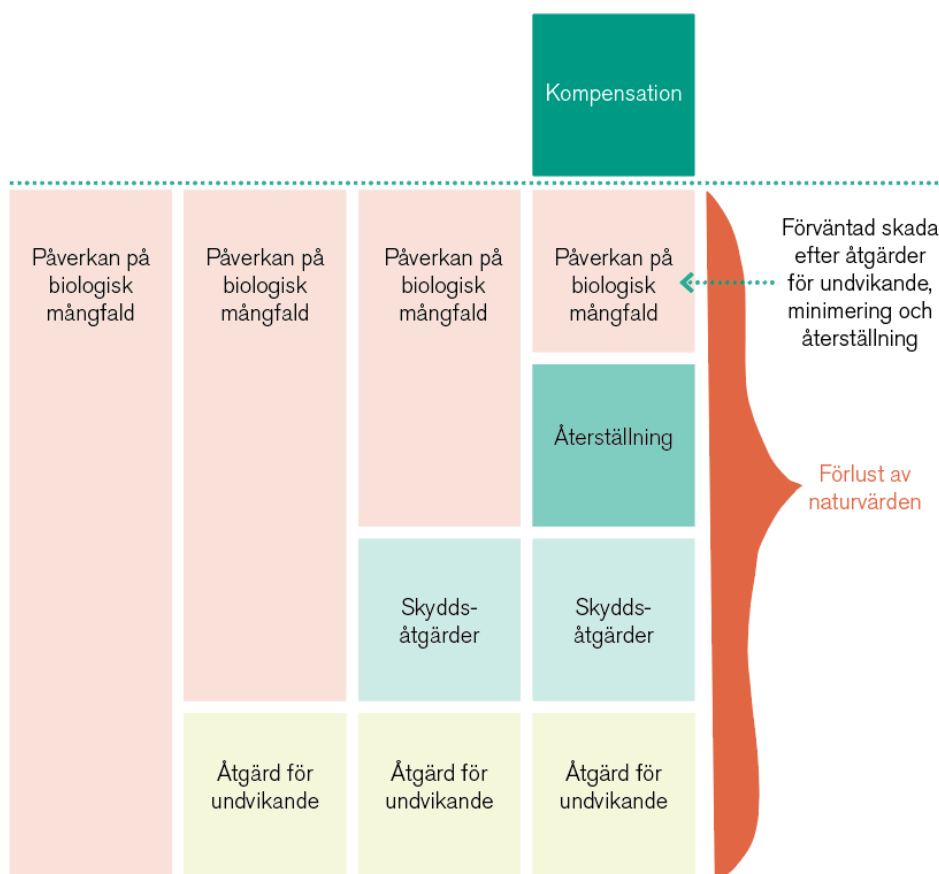 Kompensation
Påverkan på
biologisk
mångfald
Påverkan på
biologisk
mångfald
Påverkan på
biologisk
mångfald
Påverkan på
biologisk
mångfald
Förväntad skada
efter åtgärder
för undvikande,
minimering och
återställning
Återställning
Förlust av
naturvärden
Skydds-
åtgärder
Skydds-
åtgärder
Åtgärd för
undvikande
Åtgärd för
undvikande
Åtgärd för
undvikande